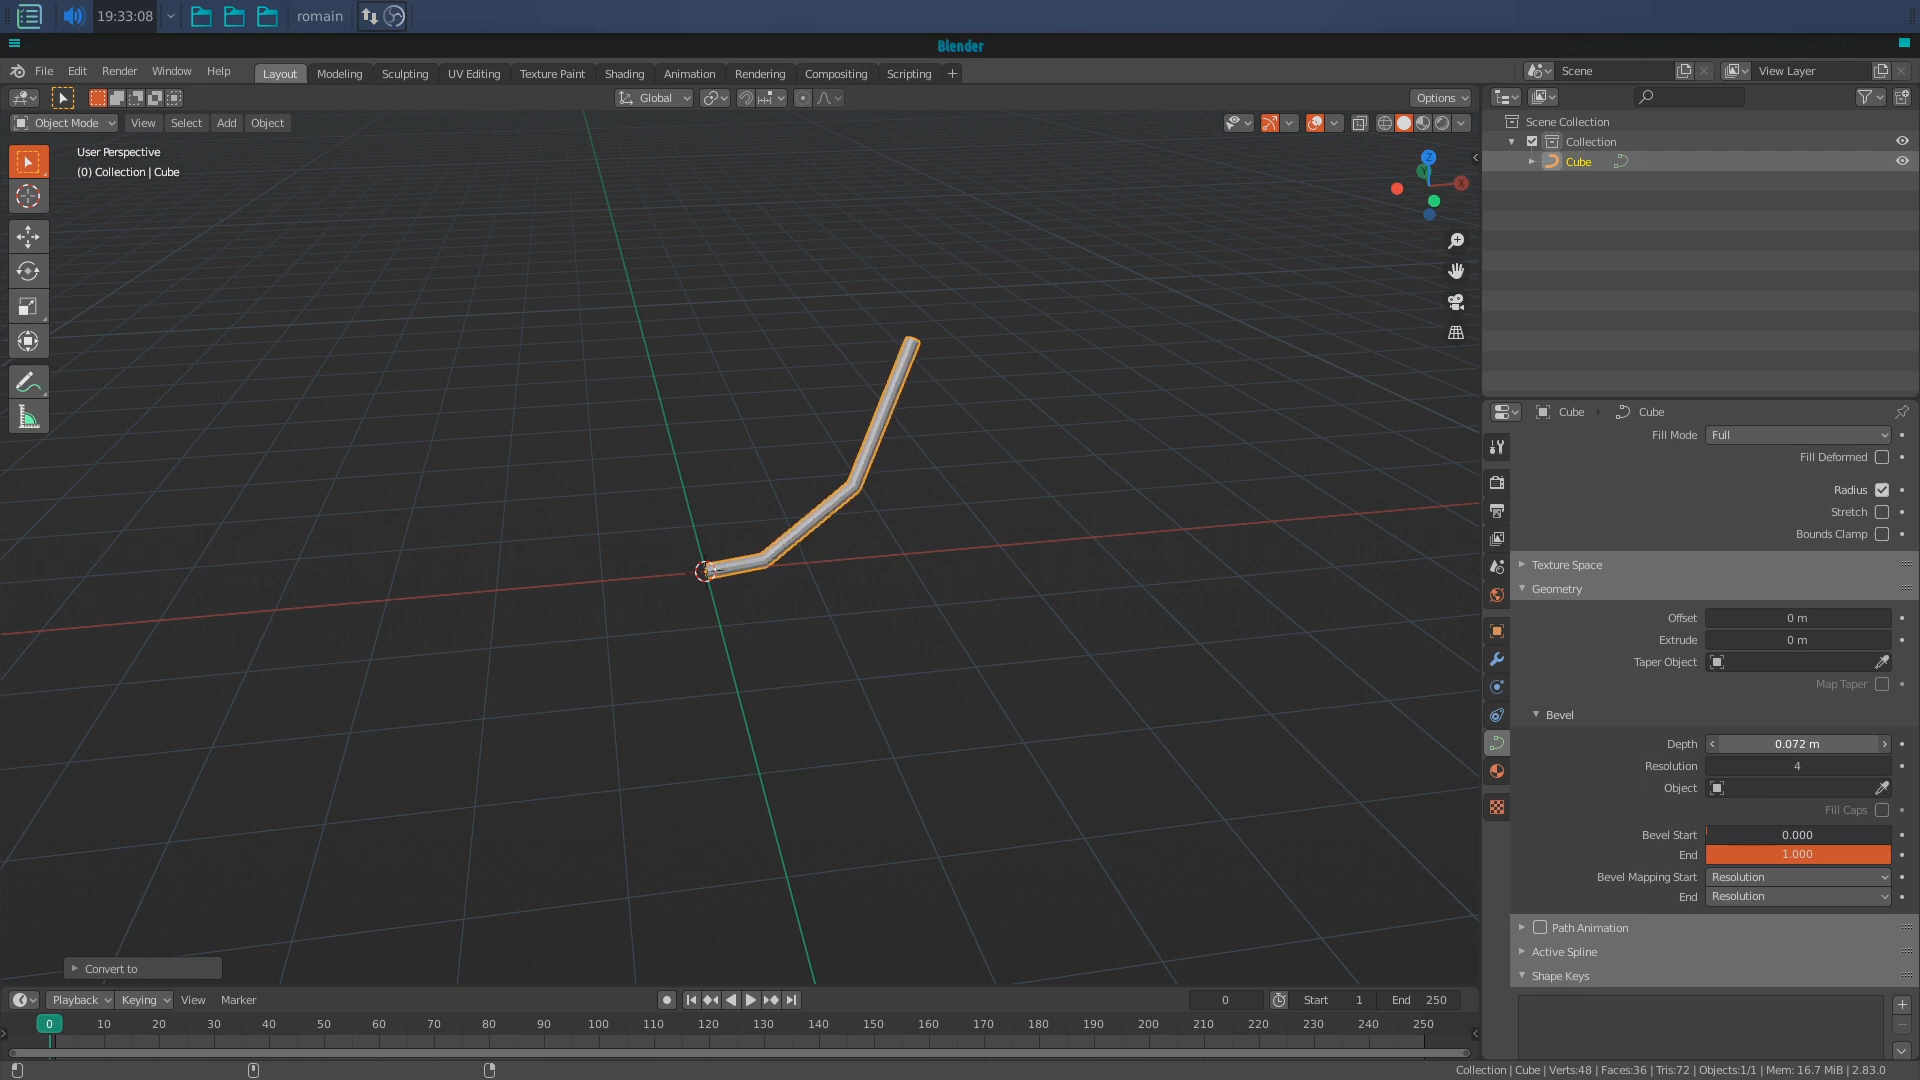 19:33:08 romain
Blender
File Edit Render Window Help Layout Modeling Sculpting UV Editing Texture Paint Shading Animation Rendering Compositing Scripting + Scene View Layer
Global Options
Object Mode View Select Add Object
User Perspective
(0) Collection | Cube
Z
Y
X
Scene Collection
Collection
Cube
Cube Cube
Fill Mode Full
Fill Deformed
Radius
Stretch
Bounds Clamp
Texture Space
Geometry
Offset 0 m
Extrude 0 m
Taper Object
Map Taper
Bevel
Depth 0.072 m
Resolution 4
Object
Fill Caps
Bevel Start 0.000
End 1.000
Bevel Mapping Start Resolution
End Resolution
Path Animation
Active Spline
Shape Keys
Convert to
Playback Keying View Marker 0 Start 1 End 250
0 10 20 30 40 50 60 70 80 90 100 110 120 130 140 150 160 170 180 190 200 210 220 230 240 250
Collection | Cube | Verts:48 | Faces:36 | Tris:72 | Objects:1/1 | Mem: 16.7 MiB | 2.83.0